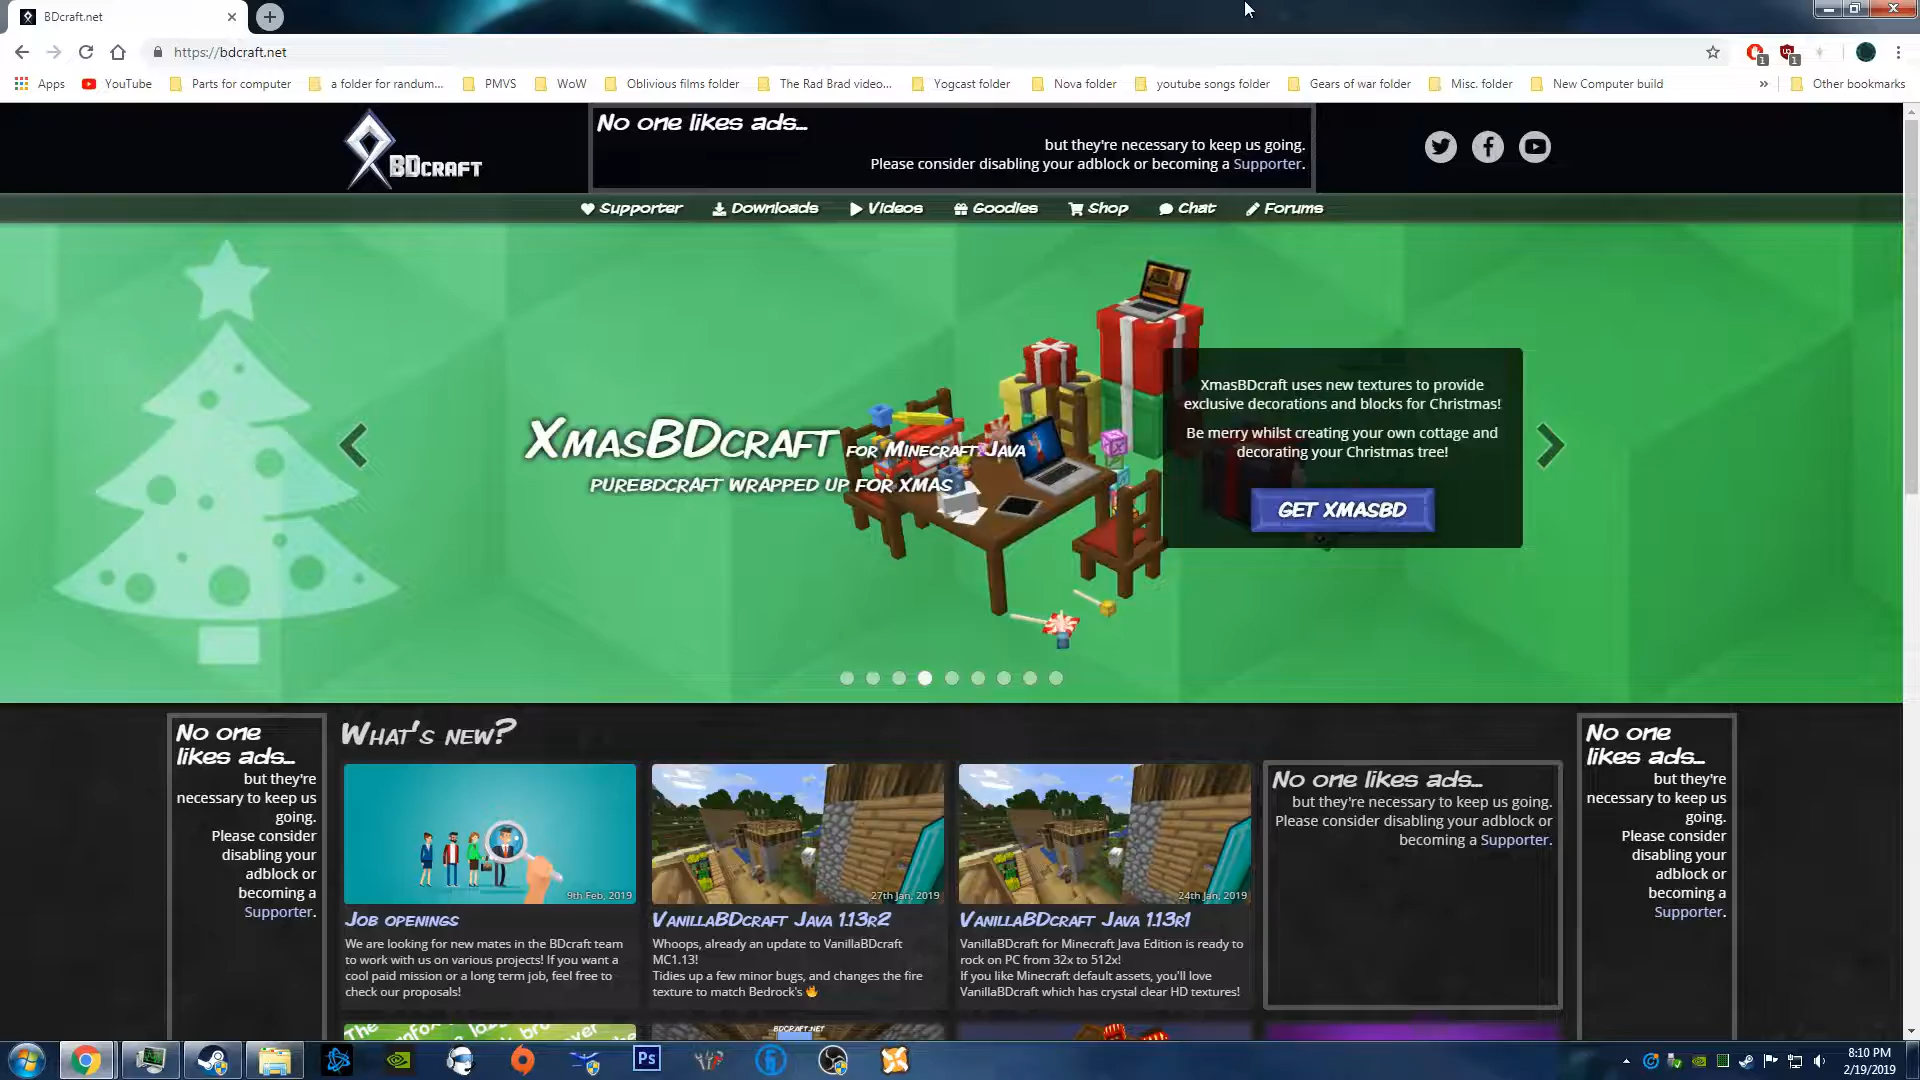 BDcraft.net
https://bdcraft.net
Apps
YouTube
Parts for computer
a folder for randum...
PMVS
WoW
Oblivious films folder
The Rad Brad video...
Yogcast folder
Nova folder
youtube songs folder
Gears of war folder
Misc. folder
New Computer build
»
Other bookmarks
1
1
BDCRAFT
No one likes ads...
but they're necessary to keep us going.
Please consider disabling your adblock or becoming a Supporter.
Supporter
Downloads
Videos
Goodies
Shop
Chat
Forums
XmasBDcraft for Minecraft Java
PUREBDCRAFT WRAPPED UP FOR XMAS
XmasBDcraft uses new textures to provide
exclusive decorations and blocks for Christmas!
Be merry whilst creating your own cottage and
decorating your Christmas tree!
GET XMASBD
No one
likes ads...
but they're
necessary to keep us
going.
Please consider
disabling your
adblock or
becoming a
Supporter.
What's new?
9th Feb, 2019
Job openings
We are looking for new mates in the BDcraft team
to work with us on various projects! If you want a
cool paid mission or a long term job, feel free to
check our proposals!
27th Jan, 2019
VanillaBDcraft Java 1.13r2
Whoops, already an update to VanillaBDcraft
MC1.13!
Tidies up a few minor bugs, and changes the fire
texture to match Bedrock's 🔥
24th Jan, 2019
VanillaBDcraft Java 1.13r1
VanillaBDcraft for Minecraft Java Edition is ready to
rock on PC from 32x to 512x!
If you like Minecraft default assets, you'll love
VanillaBDcraft which has crystal clear HD textures!
No one likes ads...
but they're necessary to keep us going.
Please consider disabling your adblock or
becoming a Supporter.
No one
likes ads...
but they're
necessary to keep us
going.
Please consider
disabling your
adblock or
becoming a
Supporter.
BDCRAFT.NET
Ps
8:10 PM
2/19/2019